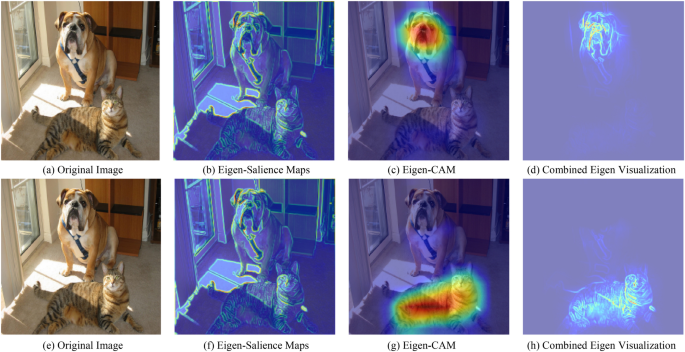 (a) Original Image (b) Eigen-Salience Maps (c) Eigen-CAM (d) Combined Eigen Visualization
(e) Original Image (f) Eigen-Salience Maps (g) Eigen-CAM (h) Combined Eigen Visualization